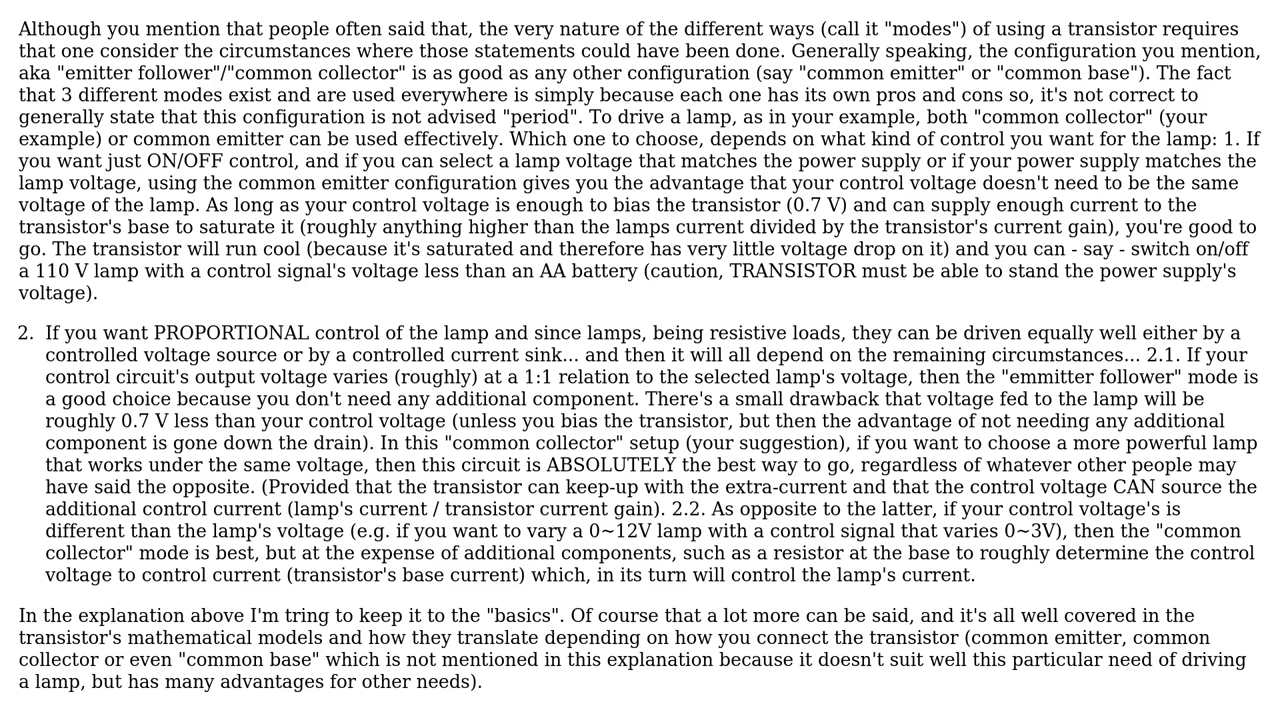 Although you mention that people often said that, the very nature of the different ways (call it "modes") of using a transistor requires
that one consider the circumstances where those statements could have been done. Generally speaking, the configuration you mention,
aka "emitter follower"/"common collector" is as good as any other configuration (say "common emitter" or "common base"). The fact
that 3 different modes exist and are used everywhere is simply because each one has its own pros and cons so, it's not correct to
generally state that this configuration is not advised "period". To drive a lamp, as in your example, both "common collector" (your
example) or common emitter can be used effectively. Which one to choose, depends on what kind of control you want for the lamp: 1. If
you want just ON/OFF control, and if you can select a lamp voltage that matches the power supply or if your power supply matches the
lamp voltage, using the common emitter configuration gives you the advantage that your control voltage doesn't need to be the same
voltage of the lamp. As long as your control voltage is enough to bias the transistor (0.7 V) and can supply enough current to the
transistor's base to saturate it (roughly anything higher than the lamps current divided by the transistor's current gain), you're good to
go. The transistor will run cool (because it's saturated and therefore has very little voltage drop on it) and you can - say - switch on/off
a 110 V lamp with a control signal's voltage less than an AA battery (caution, TRANSISTOR must be able to stand the power supply's
voltage).
2. If you want PROPORTIONAL control of the lamp and since lamps, being resistive loads, they can be driven equally well either by a
controlled voltage source or by a controlled current sink... and then it will all depend on the remaining circumstances... 2.1. If your
control circuit's output voltage varies (roughly) at a 1:1 relation to the selected lamp's voltage, then the "emmitter follower" mode is
a good choice because you don't need any additional component. There's a small drawback that voltage fed to the lamp will be
roughly 0.7 V less than your control voltage (unless you bias the transistor, but then the advantage of not needing any additional
component is gone down the drain). In this "common collector" setup (your suggestion), if you want to choose a more powerful lamp
that works under the same voltage, then this circuit is ABSOLUTELY the best way to go, regardless of whatever other people may
have said the opposite. (Provided that the transistor can keep-up with the extra-current and that the control voltage CAN source the
additional control current (lamp's current / transistor current gain). 2.2. As opposite to the latter, if your control voltage's is
different than the lamp's voltage (e.g. if you want to vary a 0~12V lamp with a control signal that varies 0~3V), then the "common
collector" mode is best, but at the expense of additional components, such as a resistor at the base to roughly determine the control
voltage to control current (transistor's base current) which, in its turn will control the lamp's current.
In the explanation above I'm tring to keep it to the "basics". Of course that a lot more can be said, and it's all well covered in the
transistor's mathematical models and how they translate depending on how you connect the transistor (common emitter, common
collector or even "common base" which is not mentioned in this explanation because it doesn't suit well this particular need of driving
a lamp, but has many advantages for other needs).